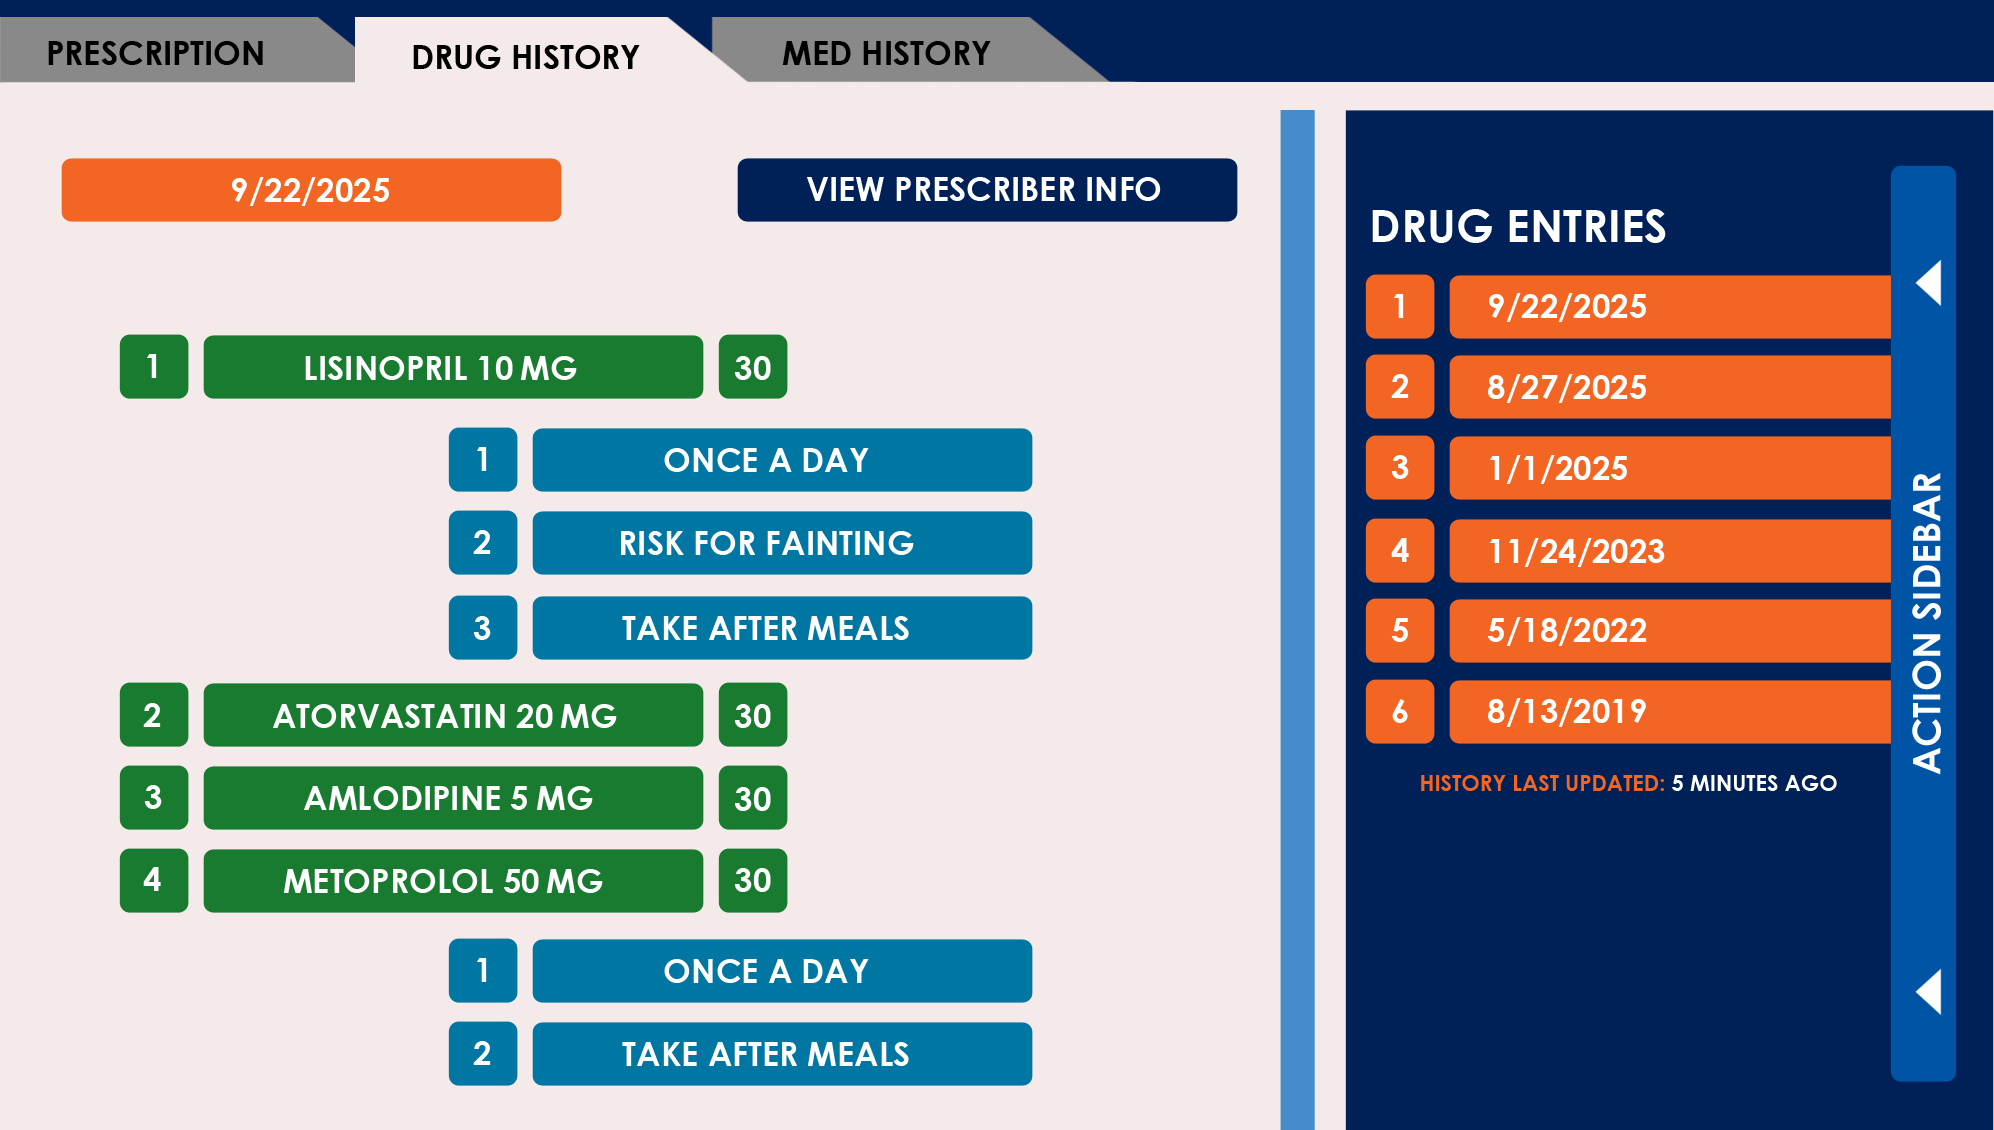 PRESCRIPTION
DRUG HISTORY
MED HISTORY
9/22/2025
VIEW PRESCRIBER INFO
1 LISINOPRIL 10 MG 30
1 ONCE A DAY
2 RISK FOR FAINTING
3 TAKE AFTER MEALS
2 ATORVASTATIN 20 MG 30
3 AMLODIPINE 5 MG 30
4 METOPROLOL 50 MG 30
1 ONCE A DAY
2 TAKE AFTER MEALS
DRUG ENTRIES
1 9/22/2025
2 8/27/2025
3 1/1/2025
4 11/24/2023
5 5/18/2022
6 8/13/2019
HISTORY LAST UPDATED: 5 MINUTES AGO
ACTION SIDEBAR